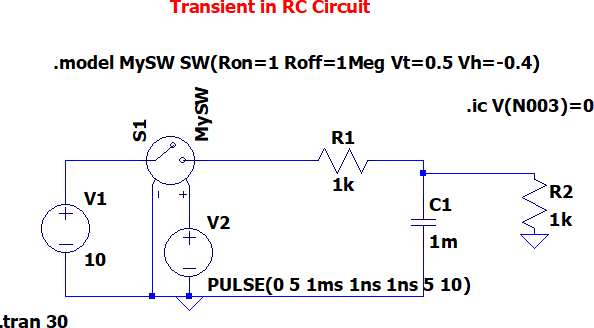 Transient in RC Circuit
.model MySW SW(Ron=1 Roff=1Meg Vt=0.5 Vh=-0.4)
.ic V(N003)=0
S1
MySW
R1
1k
V1
10
V2
PULSE(0 5 1ms 1ns 1ns 5 10)
C1
1m
R2
1k
.tran 30